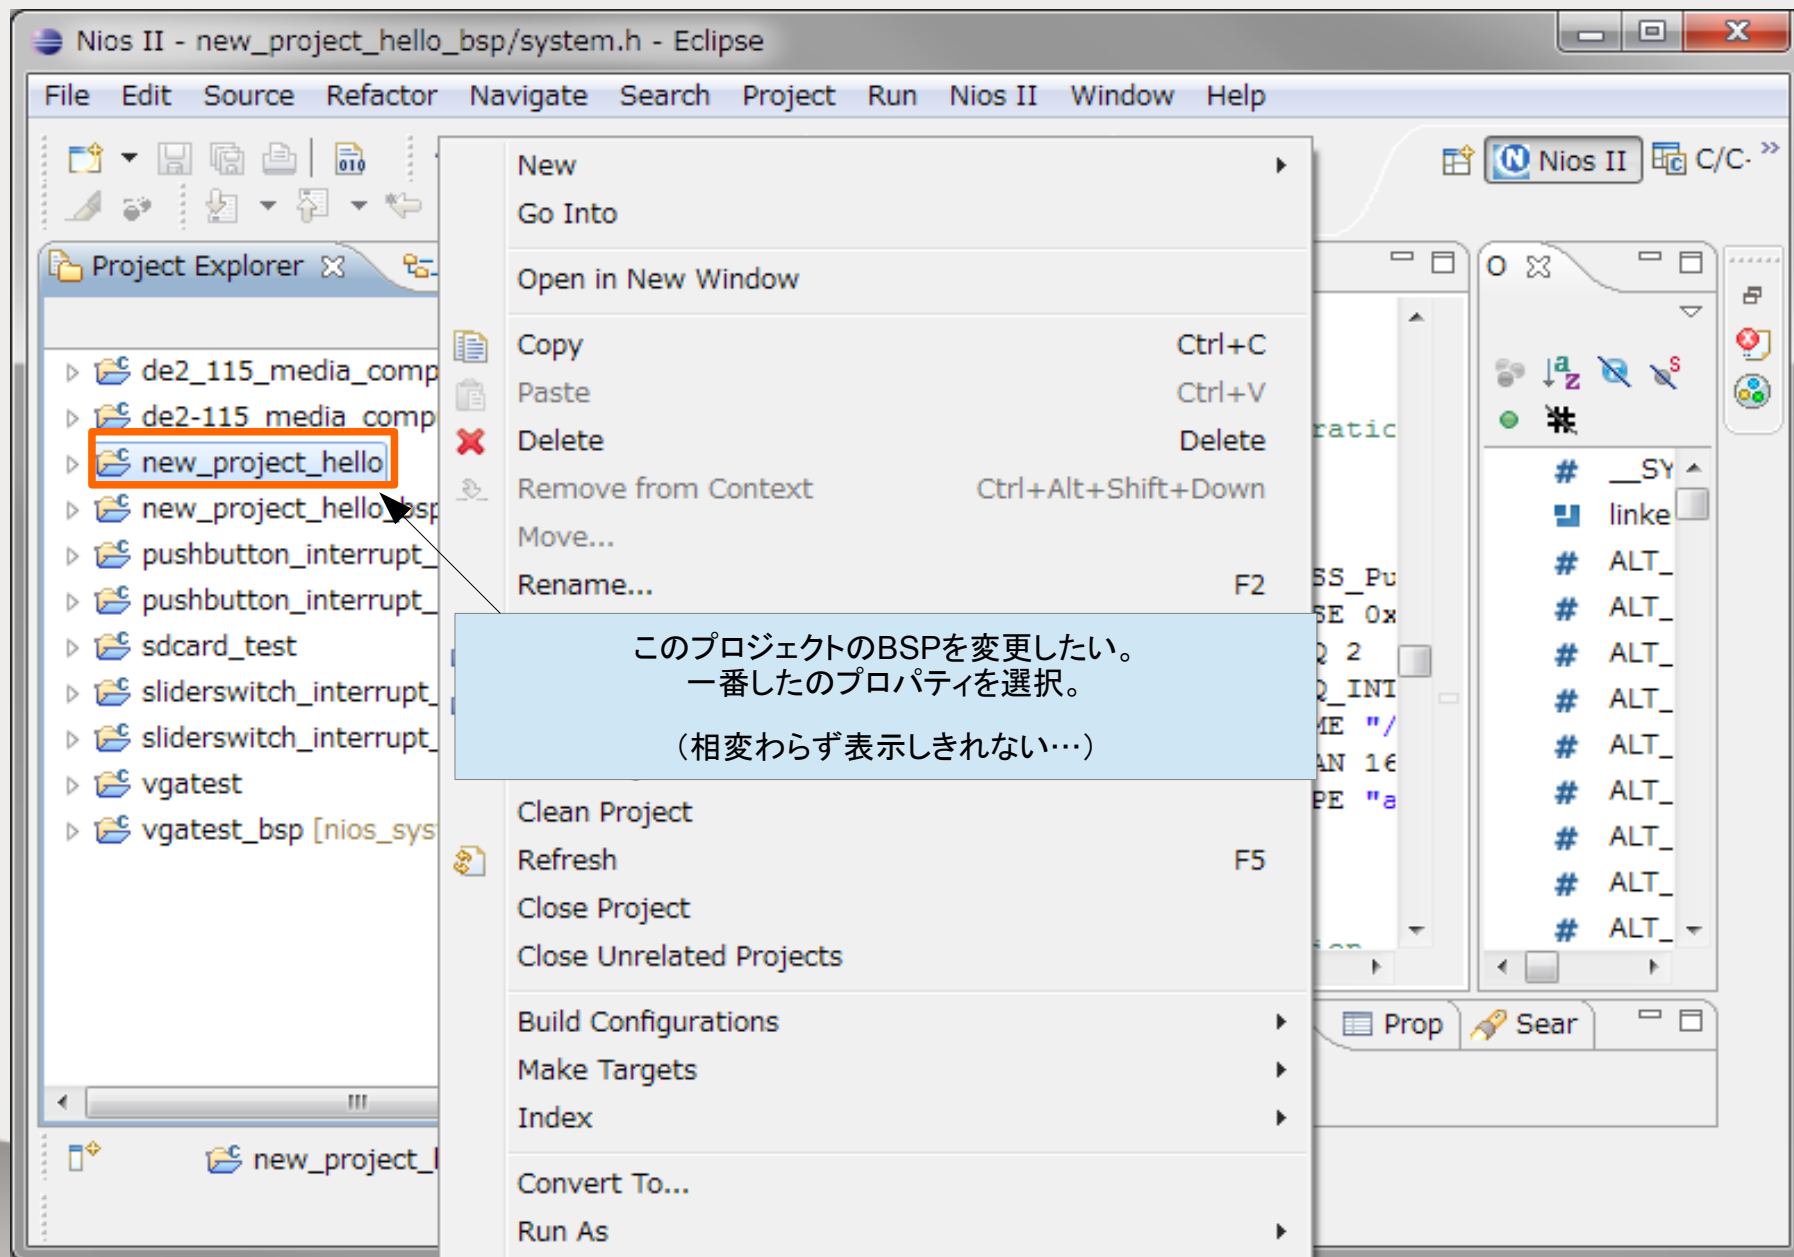 Nios II - new_project_hello_bsp/system.h - Eclipse
File Edit Source Refactor Navigate Search Project Run Nios II Window Help
Nios II C/C-
Project Explorer
O
de2_115_media_comp
de2-115_media_comp
new_project_hello
new_project_hello_bsp
pushbutton_interrupt_
pushbutton_interrupt_
sdcard_test
sliderswitch_interrupt_
sliderswitch_interrupt_
vgatest
vgatest_bsp [nios_sys
New
Go Into
Open in New Window
Copy Ctrl+C
Paste Ctrl+V
Delete Delete
Remove from Context Ctrl+Alt+Shift+Down
Move...
Rename... F2
このプロジェクトのBSPを変更したい。
一番したのプロパティを選択。
（相変わらず表示しきれない…）
Clean Project
Refresh F5
Close Project
Close Unrelated Projects
Build Configurations
Make Targets
Index
Convert To...
Run As
ratic
SS_Pu
SE 0x
Q 2
Q_INT
ME "/
AN 16
PE "a
__SY
linke
ALT_
ALT_
ALT_
ALT_
ALT_
ALT_
ALT_
ALT_
ALT_
Prop Sear
new_project_